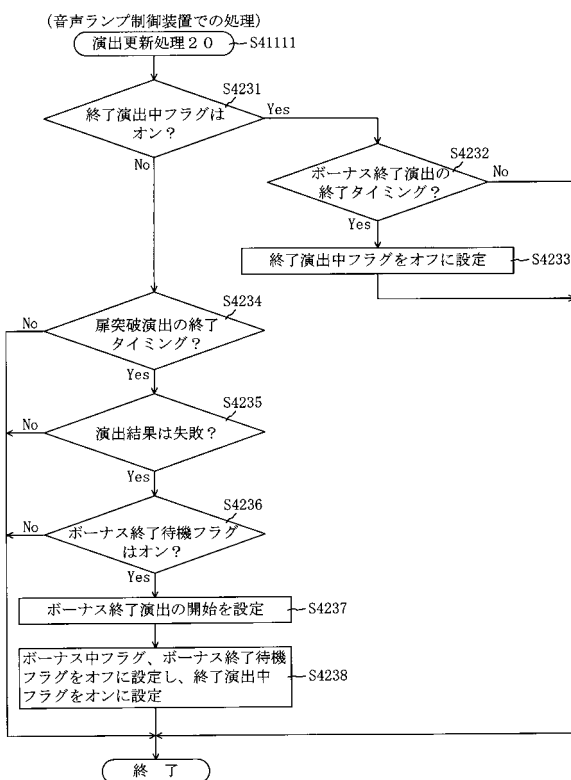 (音声ランプ制御装置での処理)
演出更新処理20
S41111
S4231
終了演出中フラグは
オン?
Yes
No
S4232
ボーナス終了演出の
終了タイミング?
No
Yes
終了演出中フラグをオフに設定
S4233
S4234
扉突破演出の終了
タイミング?
No
Yes
S4235
演出結果は失敗?
No
Yes
S4236
ボーナス終了待機フラグ
はオン?
No
Yes
ボーナス終了演出の開始を設定
S4237
ボーナス中フラグ、ボーナス終了待機
フラグをオフに設定し、終了演出中
フラグをオンに設定
S4238
終 了